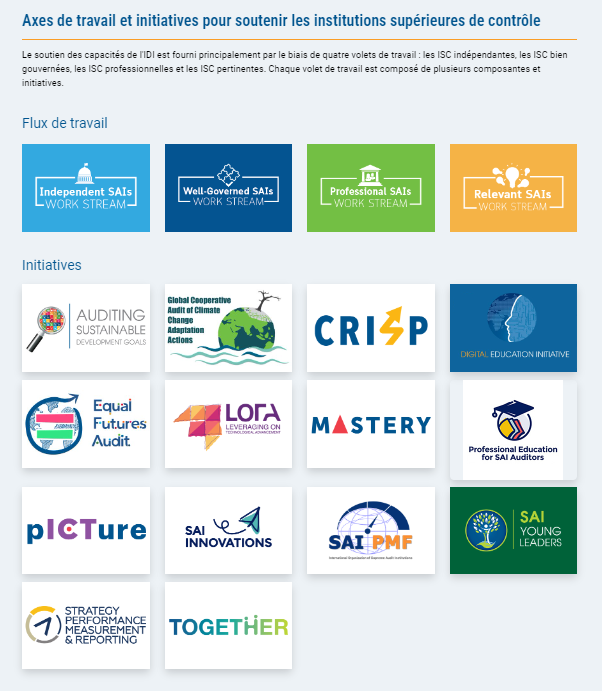 Axes de travail et initiatives pour soutenir les institutions supérieures de contrôle
Le soutien des capacités de l'IDI est fourni principalement par le biais de quatre volets de travail : les ISC indépendantes, les ISC bien
gouvernées, les ISC professionnelles et les ISC pertinentes. Chaque volet de travail est composé de plusieurs composantes et
initiatives.
Flux de travail
Independent SAIs
WORK STREAM
Well-Governed SAIs
WORK STREAM
Professional SAIs
WORK STREAM
Relevant SAIs
WORK STREAM
Initiatives
AUDITING
SUSTAINABLE
DEVELOPMENT GOALS
Global Cooperative
Audit of Climate
Change
Adaptation
Actions
CRISP
DIGITAL EDUCATION INITIATIVE
Equal
Futures
Audit
LOTA
LEVERAGING ON
TECHNOLOGICAL ADVANCEMENT
MASTERY
Professional Education
for SAI Auditors
pICTure
SAI
INNOVATIONS
SAI PMF
International Organization of Supreme Audit Institutions
SAI
YOUNG
LEADERS
STRATEGY
PERFORMANCE
MEASUREMENT
& REPORTING
TOGETHER